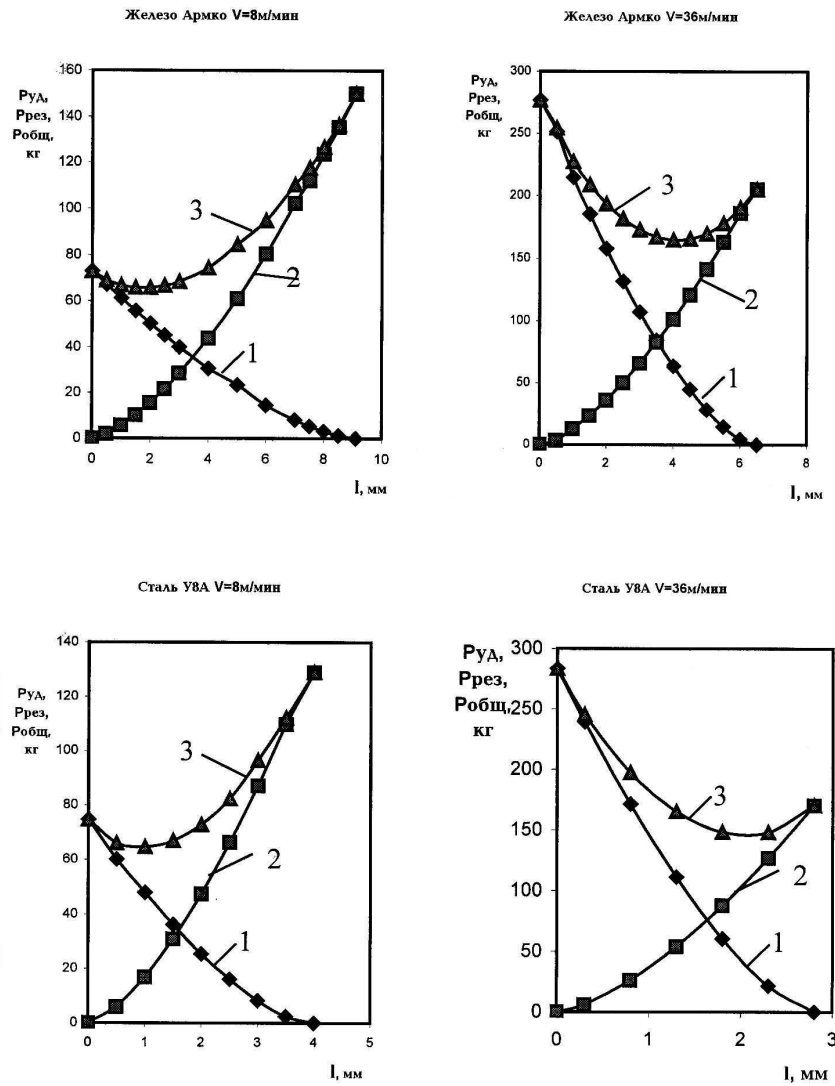 Железо Армко V=8м/мин
Руд,
Ррез,
Робщ,
кг
160
140
120
100
80
60
40
20
0
3
2
1
0
2
4
6
8
10
l, мм
Железо Армко V=36м/мин
Руд,
Ррез,
Робщ,
кг
300
250
200
150
100
50
0
3
2
1
0
2
4
6
8
l, мм
Сталь У8А V=8м/мин
Руд,
Ррез,
Робщ,
кг
140
120
100
80
60
40
20
0
3
2
1
0
1
2
3
4
5
l, мм
Сталь У8А V=36м/мин
Руд,
Ррез,
Робщ,
кг
300
250
200
150
100
50
0
3
2
1
0
1
2
3
l, мм